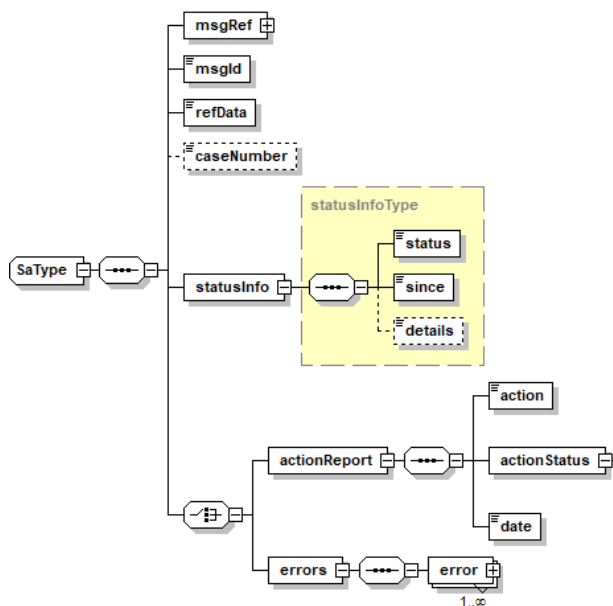 msgRef
msgId
refData
caseNumber
statusInfoType
status
SaType
statusInfo
since
details
action
actionReport
actionStatus
date
errors
error
1..∞